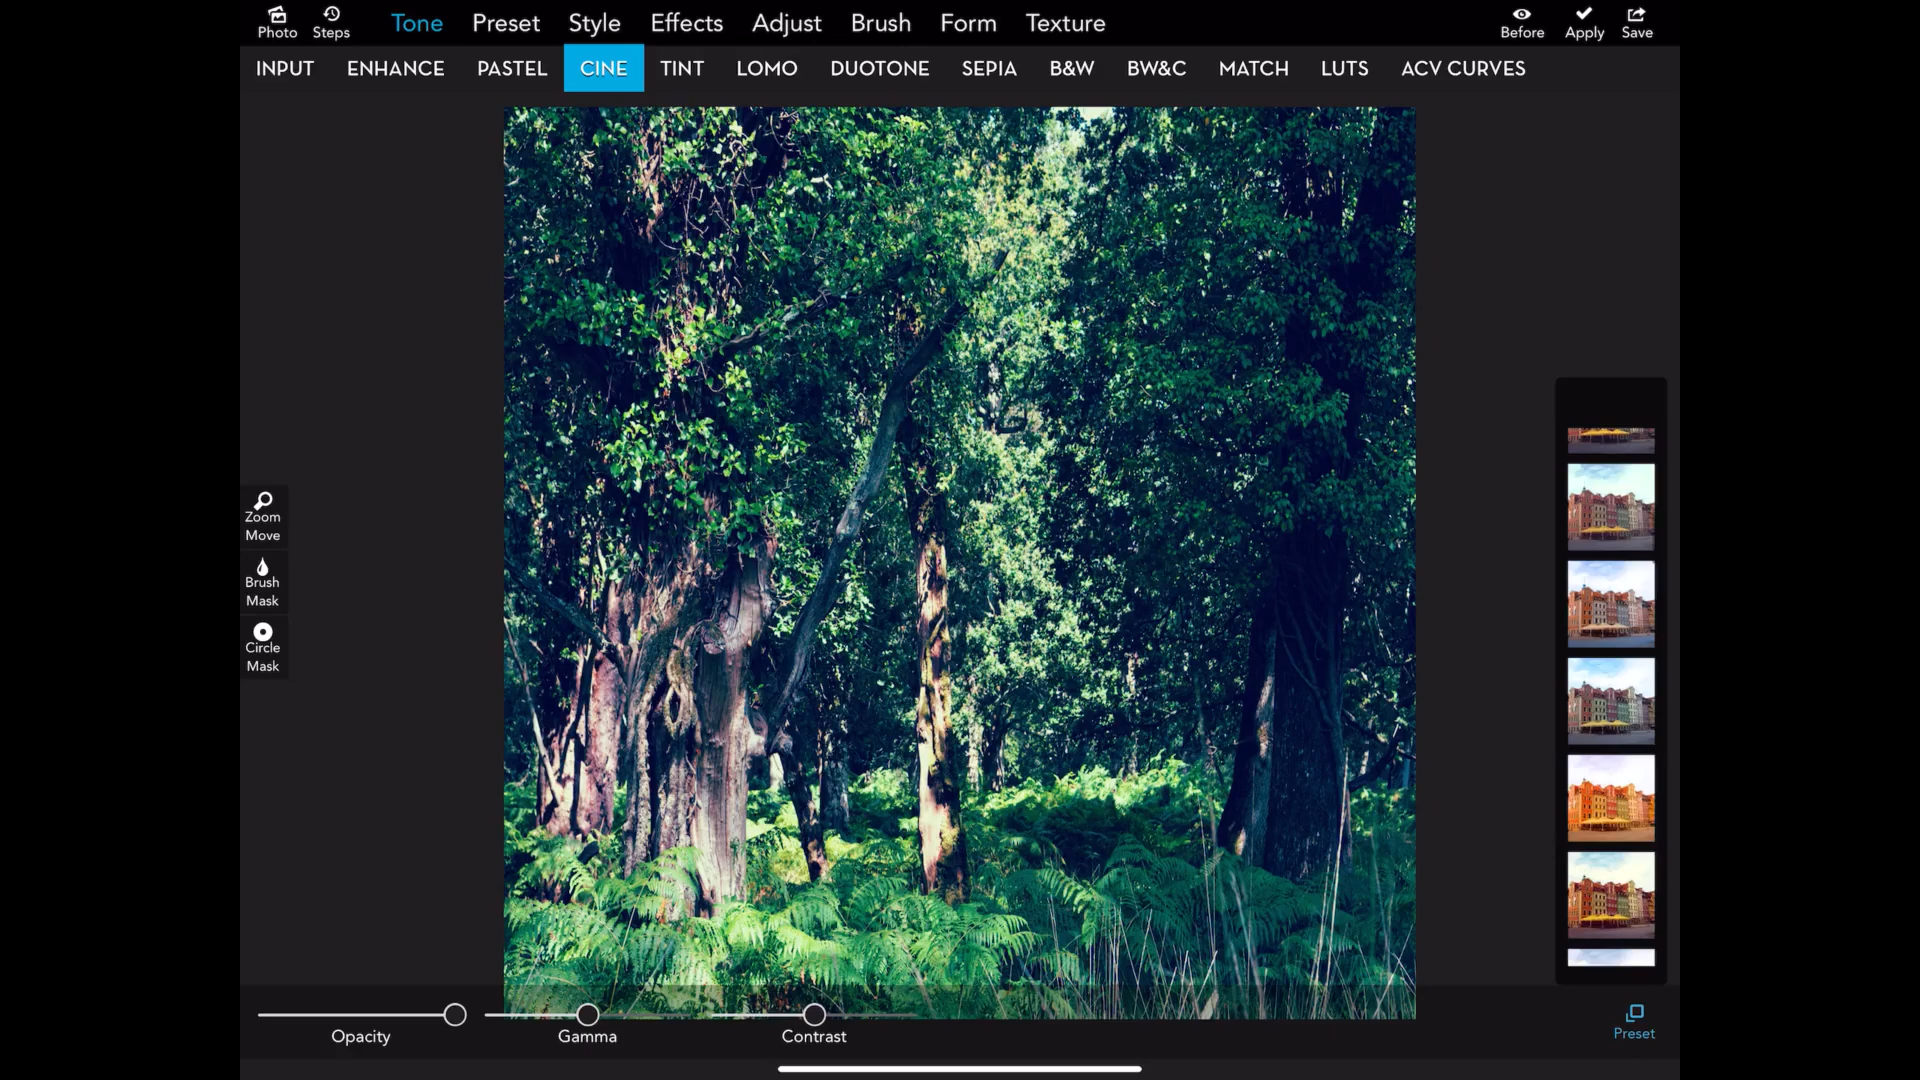 Photo Steps Tone Preset Style Effects Adjust Brush Form Texture Before Apply Save
INPUT ENHANCE PASTEL CINE TINT LOMO DUOTONE SEPIA B&W BW&C MATCH LUTS ACV CURVES
Zoom
Move
Brush
Mask
Circle
Mask
Opacity Gamma Contrast Preset